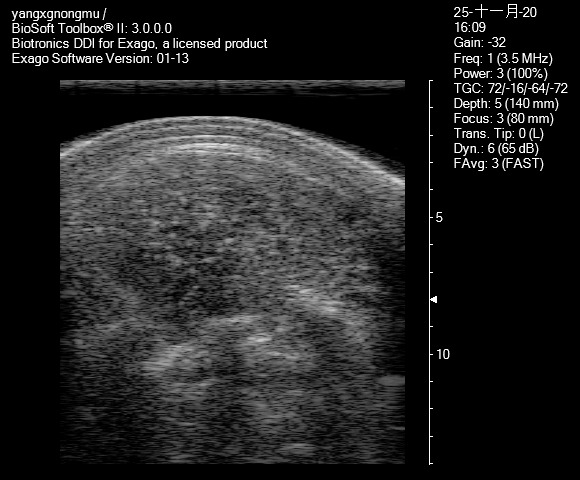 yangxgnongmu /
BioSoft Toolbox® II: 3.0.0.0
Biotronics DDI for Exago, a licensed product
Exago Software Version: 01-13
25-十一月-20
16:09
Gain: -32
Freq: 1 (3.5 MHz)
Power: 3 (100%)
TGC: 72/-16/-64/-72
Depth: 5 (140 mm)
Focus: 3 (80 mm)
Trans. Tip: 0 (L)
Dyn.: 6 (65 dB)
FAvg: 3 (FAST)
5
10